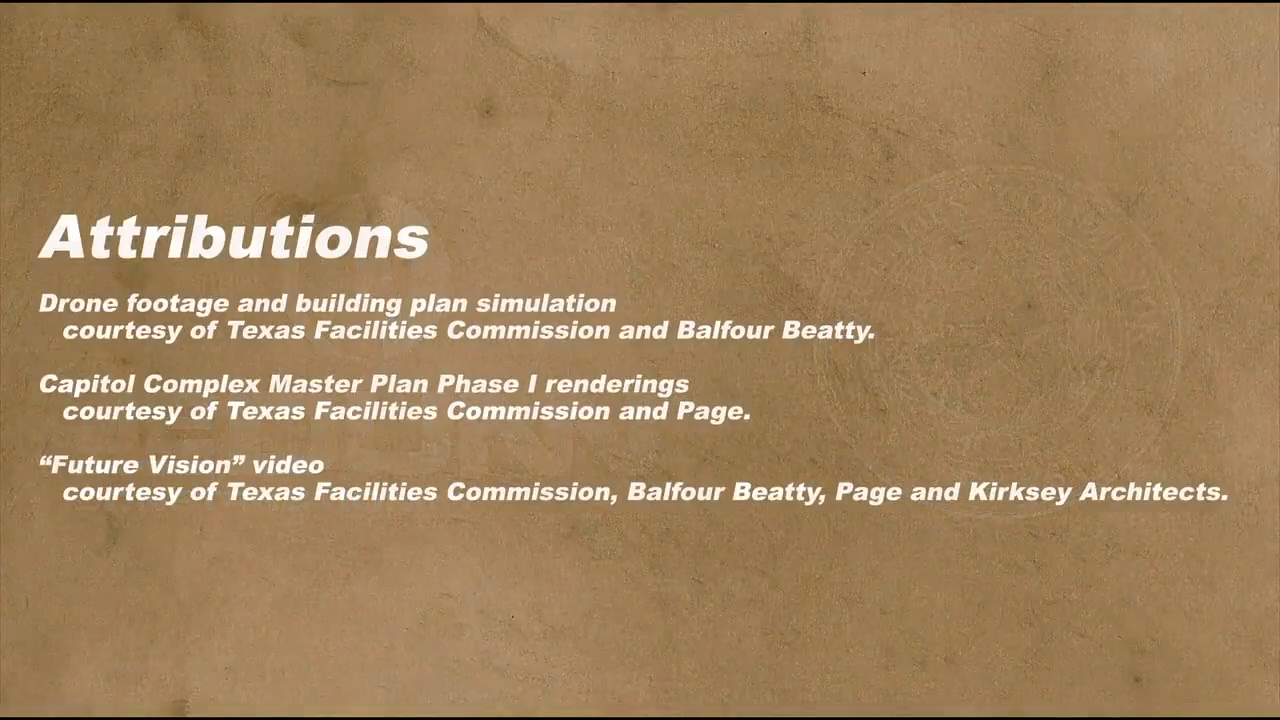 Attributions
Drone footage and building plan simulation
courtesy of Texas Facilities Commission and Balfour Beatty.
Capitol Complex Master Plan Phase I renderings
courtesy of Texas Facilities Commission and Page.
“Future Vision” video
courtesy of Texas Facilities Commission, Balfour Beatty, Page and Kirksey Architects.